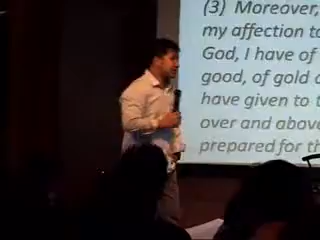 (3) Moreover,
my affection to
God, I have of
good, of gold
have given to t
over and above
prepared for th